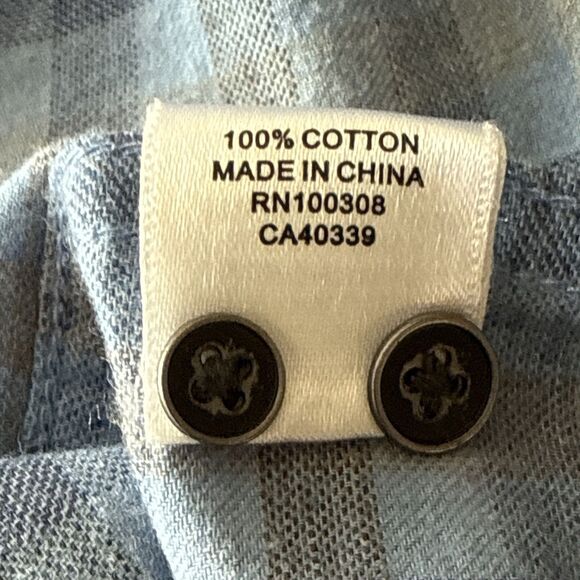 100% COTTON
MADE IN CHINA
RN100308
CA40339